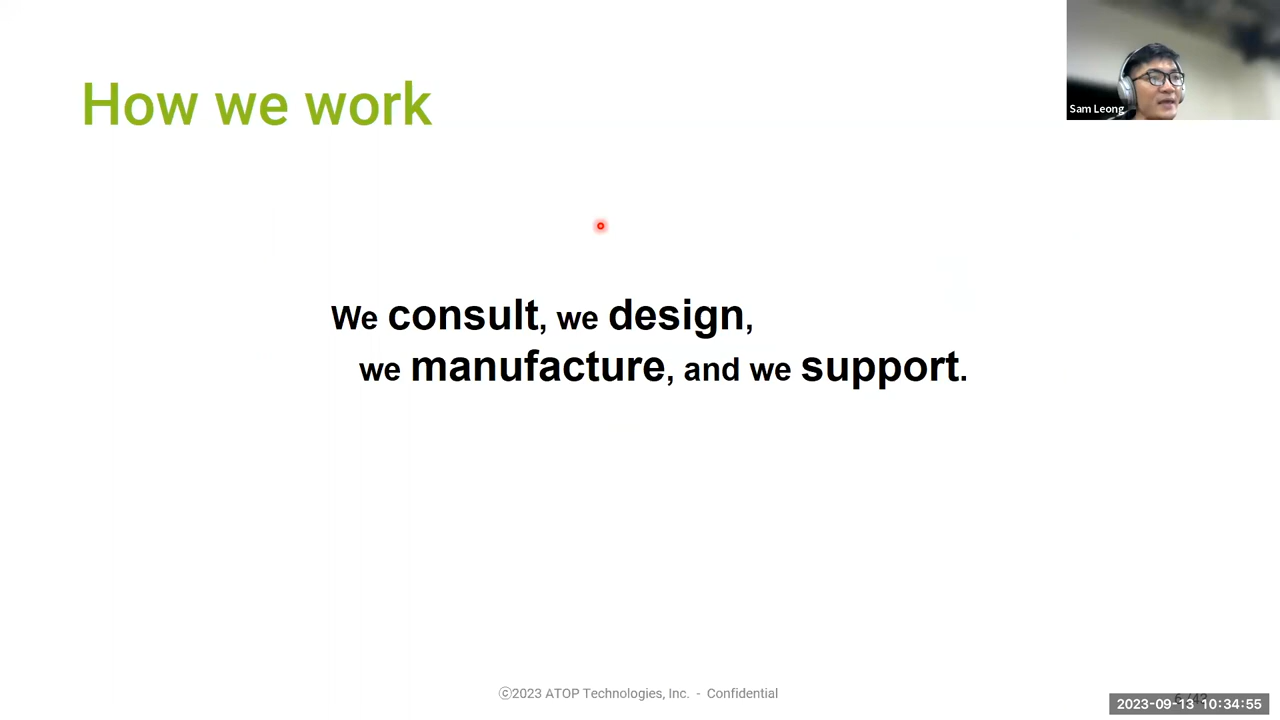 How we work
Sam Leong
We consult, we design,
we manufacture, and we support.
©2023 ATOP Technologies, Inc. - Confidential
2023-09-13 10:34:55